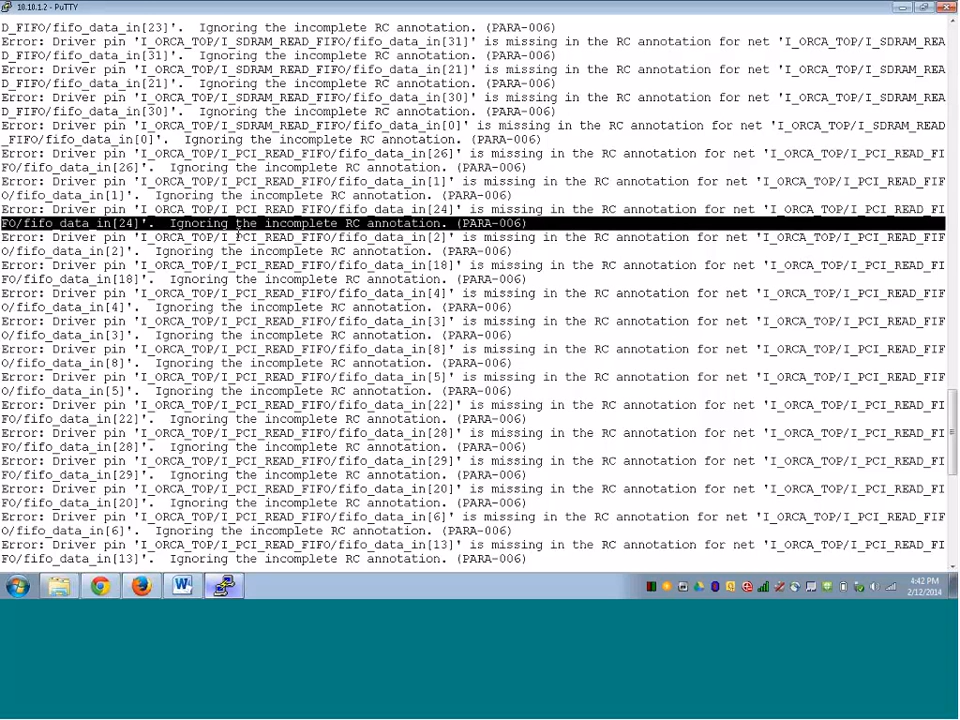 10.10.1.2 - PuTTY
D_FIFO/fifo_data_in[23]'.  Ignoring the incomplete RC annotation. (PARA-006)
Error: Driver pin 'I_ORCA_TOP/I_SDRAM_READ_FIFO/fifo_data_in[31]' is missing in the RC annotation for net 'I_ORCA_TOP/I_SDRAM_REA
D_FIFO/fifo_data_in[31]'.  Ignoring the incomplete RC annotation. (PARA-006)
Error: Driver pin 'I_ORCA_TOP/I_SDRAM_READ_FIFO/fifo_data_in[21]' is missing in the RC annotation for net 'I_ORCA_TOP/I_SDRAM_REA
D_FIFO/fifo_data_in[21]'.  Ignoring the incomplete RC annotation. (PARA-006)
Error: Driver pin 'I_ORCA_TOP/I_SDRAM_READ_FIFO/fifo_data_in[30]' is missing in the RC annotation for net 'I_ORCA_TOP/I_SDRAM_REA
D_FIFO/fifo_data_in[30]'.  Ignoring the incomplete RC annotation. (PARA-006)
Error: Driver pin 'I_ORCA_TOP/I_SDRAM_READ_FIFO/fifo_data_in[0]' is missing in the RC annotation for net 'I_ORCA_TOP/I_SDRAM_READ
_FIFO/fifo_data_in[0]'.  Ignoring the incomplete RC annotation. (PARA-006)
Error: Driver pin 'I_ORCA_TOP/I_PCI_READ_FIFO/fifo_data_in[26]' is missing in the RC annotation for net 'I_ORCA_TOP/I_PCI_READ_FI
FO/fifo_data_in[26]'.  Ignoring the incomplete RC annotation. (PARA-006)
Error: Driver pin 'I_ORCA_TOP/I_PCI_READ_FIFO/fifo_data_in[1]' is missing in the RC annotation for net 'I_ORCA_TOP/I_PCI_READ_FIF
O/fifo_data_in[1]'.  Ignoring the incomplete RC annotation. (PARA-006)
Error: Driver pin 'I_ORCA_TOP/I_PCI_READ_FIFO/fifo_data_in[24]' is missing in the RC annotation for net 'I_ORCA_TOP/I_PCI_READ_FI
FO/fifo_data_in[24]'.  Ignoring the incomplete RC annotation. (PARA-006)
Error: Driver pin 'I_ORCA_TOP/I_PCI_READ_FIFO/fifo_data_in[2]' is missing in the RC annotation for net 'I_ORCA_TOP/I_PCI_READ_FIF
O/fifo_data_in[2]'.  Ignoring the incomplete RC annotation. (PARA-006)
Error: Driver pin 'I_ORCA_TOP/I_PCI_READ_FIFO/fifo_data_in[18]' is missing in the RC annotation for net 'I_ORCA_TOP/I_PCI_READ_FI
FO/fifo_data_in[18]'.  Ignoring the incomplete RC annotation. (PARA-006)
Error: Driver pin 'I_ORCA_TOP/I_PCI_READ_FIFO/fifo_data_in[4]' is missing in the RC annotation for net 'I_ORCA_TOP/I_PCI_READ_FIF
O/fifo_data_in[4]'.  Ignoring the incomplete RC annotation. (PARA-006)
Error: Driver pin 'I_ORCA_TOP/I_PCI_READ_FIFO/fifo_data_in[3]' is missing in the RC annotation for net 'I_ORCA_TOP/I_PCI_READ_FIF
O/fifo_data_in[3]'.  Ignoring the incomplete RC annotation. (PARA-006)
Error: Driver pin 'I_ORCA_TOP/I_PCI_READ_FIFO/fifo_data_in[8]' is missing in the RC annotation for net 'I_ORCA_TOP/I_PCI_READ_FIF
O/fifo_data_in[8]'.  Ignoring the incomplete RC annotation. (PARA-006)
Error: Driver pin 'I_ORCA_TOP/I_PCI_READ_FIFO/fifo_data_in[5]' is missing in the RC annotation for net 'I_ORCA_TOP/I_PCI_READ_FIF
O/fifo_data_in[5]'.  Ignoring the incomplete RC annotation. (PARA-006)
Error: Driver pin 'I_ORCA_TOP/I_PCI_READ_FIFO/fifo_data_in[22]' is missing in the RC annotation for net 'I_ORCA_TOP/I_PCI_READ_FI
FO/fifo_data_in[22]'.  Ignoring the incomplete RC annotation. (PARA-006)
Error: Driver pin 'I_ORCA_TOP/I_PCI_READ_FIFO/fifo_data_in[28]' is missing in the RC annotation for net 'I_ORCA_TOP/I_PCI_READ_FI
FO/fifo_data_in[28]'.  Ignoring the incomplete RC annotation. (PARA-006)
Error: Driver pin 'I_ORCA_TOP/I_PCI_READ_FIFO/fifo_data_in[29]' is missing in the RC annotation for net 'I_ORCA_TOP/I_PCI_READ_FI
FO/fifo_data_in[29]'.  Ignoring the incomplete RC annotation. (PARA-006)
Error: Driver pin 'I_ORCA_TOP/I_PCI_READ_FIFO/fifo_data_in[20]' is missing in the RC annotation for net 'I_ORCA_TOP/I_PCI_READ_FI
FO/fifo_data_in[20]'.  Ignoring the incomplete RC annotation. (PARA-006)
Error: Driver pin 'I_ORCA_TOP/I_PCI_READ_FIFO/fifo_data_in[6]' is missing in the RC annotation for net 'I_ORCA_TOP/I_PCI_READ_FIF
O/fifo_data_in[6]'.  Ignoring the incomplete RC annotation. (PARA-006)
Error: Driver pin 'I_ORCA_TOP/I_PCI_READ_FIFO/fifo_data_in[13]' is missing in the RC annotation for net 'I_ORCA_TOP/I_PCI_READ_FI
FO/fifo_data_in[13]'.  Ignoring the incomplete RC annotation. (PARA-006)
4:42 PM
2/12/2014